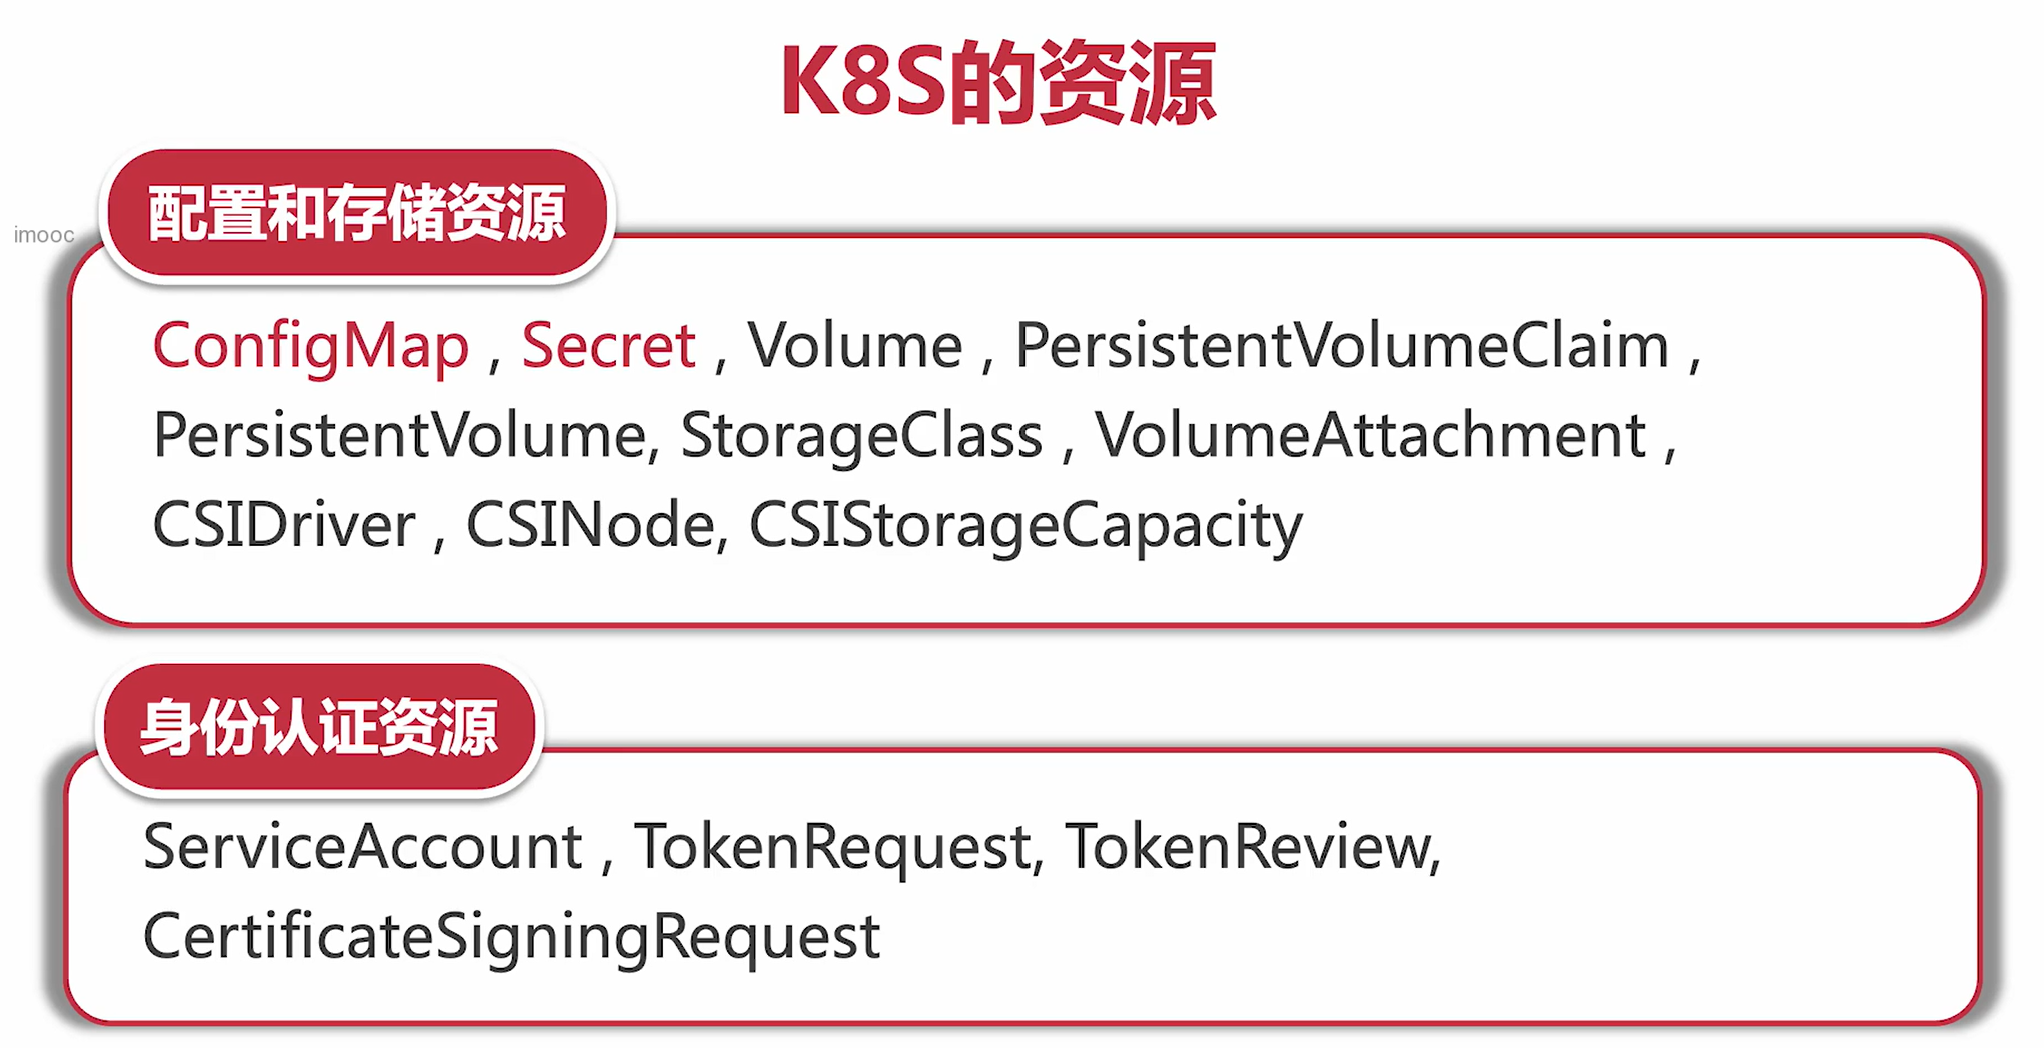 K8S的资源
配置和存储资源
imooc
ConfigMap , Secret , Volume , PersistentVolumeClaim ,
PersistentVolume, StorageClass , VolumeAttachment ,
CSIDriver , CSINode, CSIStorageCapacity
身份认证资源
ServiceAccount , TokenRequest, TokenReview,
CertificateSigningRequest